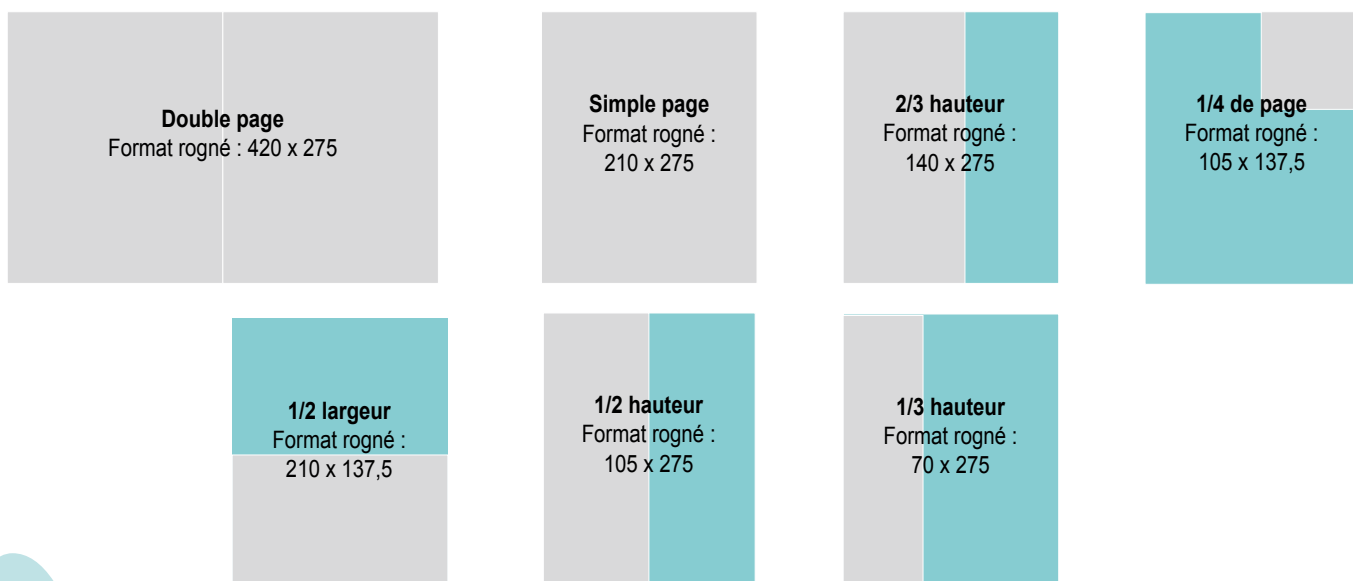 Double page
Format rogné : 420 x 275
Simple page
Format rogné :
210 x 275
2/3 hauteur
Format rogné :
140 x 275
1/4 de page
Format rogné :
105 x 137,5
1/2 largeur
Format rogné :
210 x 137,5
1/2 hauteur
Format rogné :
105 x 275
1/3 hauteur
Format rogné :
70 x 275